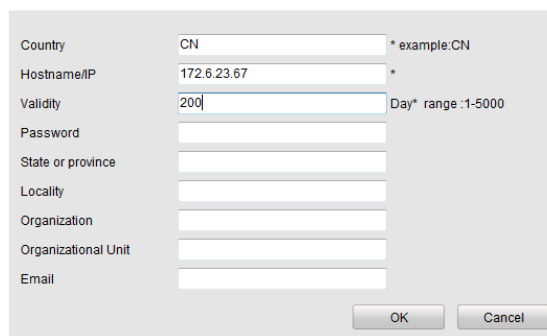 Country CN * example:CN
Hostname/IP 172.6.23.67 *
Validity 200 Day* range :1-5000
Password
State or province
Locality
Organization
Organizational Unit
Email
OK Cancel